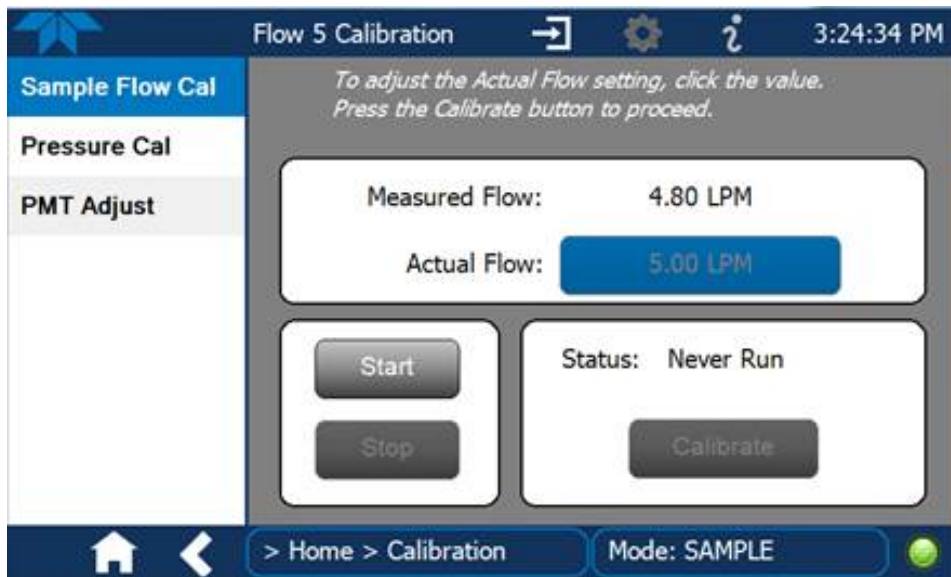 Flow 5 Calibration
3:24:34 PM
Sample Flow Cal
Pressure Cal
PMT Adjust
To adjust the Actual Flow setting, click the value.
Press the Calibrate button to proceed.
Measured Flow: 4.80 LPM
Actual Flow: 5.00 LPM
Start
Stop
Status: Never Run
Calibrate
> Home > Calibration
Mode: SAMPLE